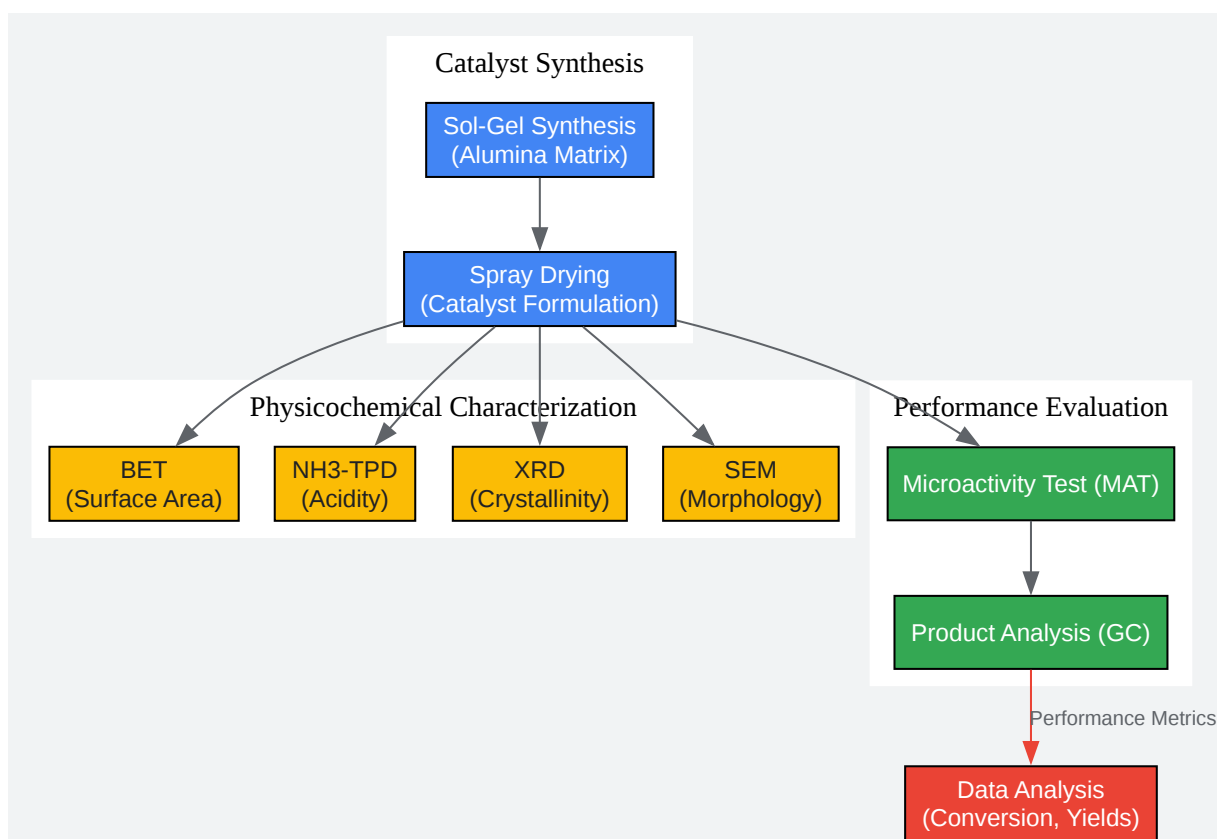 Catalyst Synthesis
Sol-Gel Synthesis
(Alumina Matrix)
Spray Drying
(Catalyst Formulation)
Physicochemical Characterization
BET
(Surface Area)
NH3-TPD
(Acidity)
XRD
(Crystallinity)
SEM
(Morphology)
Performance Evaluation
Microactivity Test (MAT)
Product Analysis (GC)
Performance Metrics
Data Analysis
(Conversion, Yields)